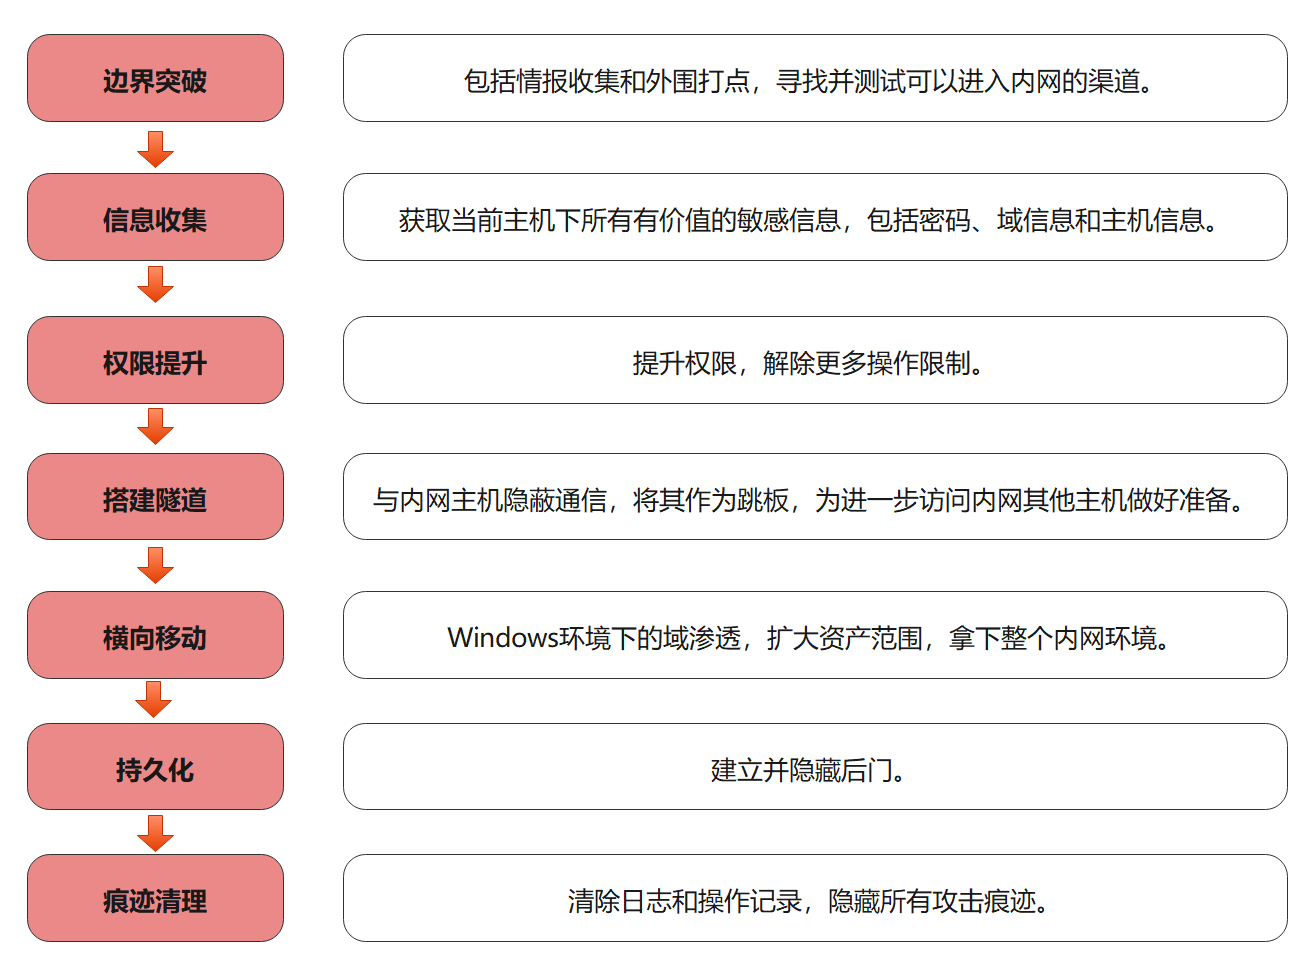 边界突破
包括情报收集和外围打点，寻找并测试可以进入内网的渠道。
信息收集
获取当前主机下所有有价值的敏感信息，包括密码、域信息和主机信息。
权限提升
提升权限，解除更多操作限制。
搭建隧道
与内网主机隐蔽通信，将其作为跳板，为进一步访问内网其他主机做好准备。
横向移动
Windows环境下的域渗透，扩大资产范围，拿下整个内网环境。
持久化
建立并隐藏后门。
痕迹清理
清除日志和操作记录，隐藏所有攻击痕迹。